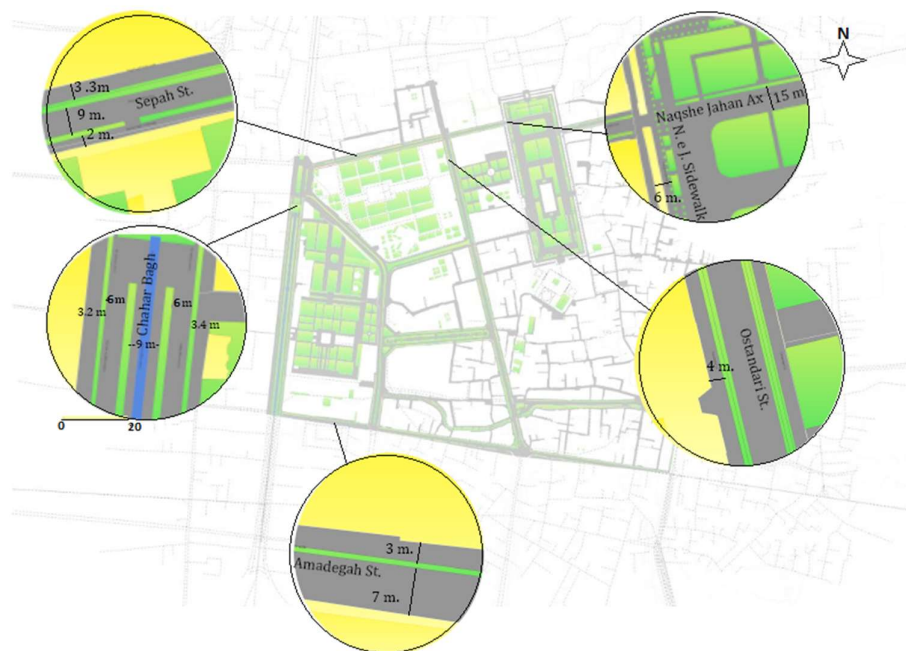 N
3 .3m
Sepah St.
9 m.
2 m.
Naqshe Jahan Ax
15 m
N. e J. Sidewalk
6 m.
Chahar Bagh
6m
6m
3.2 m
3.4 m
--9 m-
0
20
4 m.
Ostandari St.
3 m.
Amadegah St.
7 m.